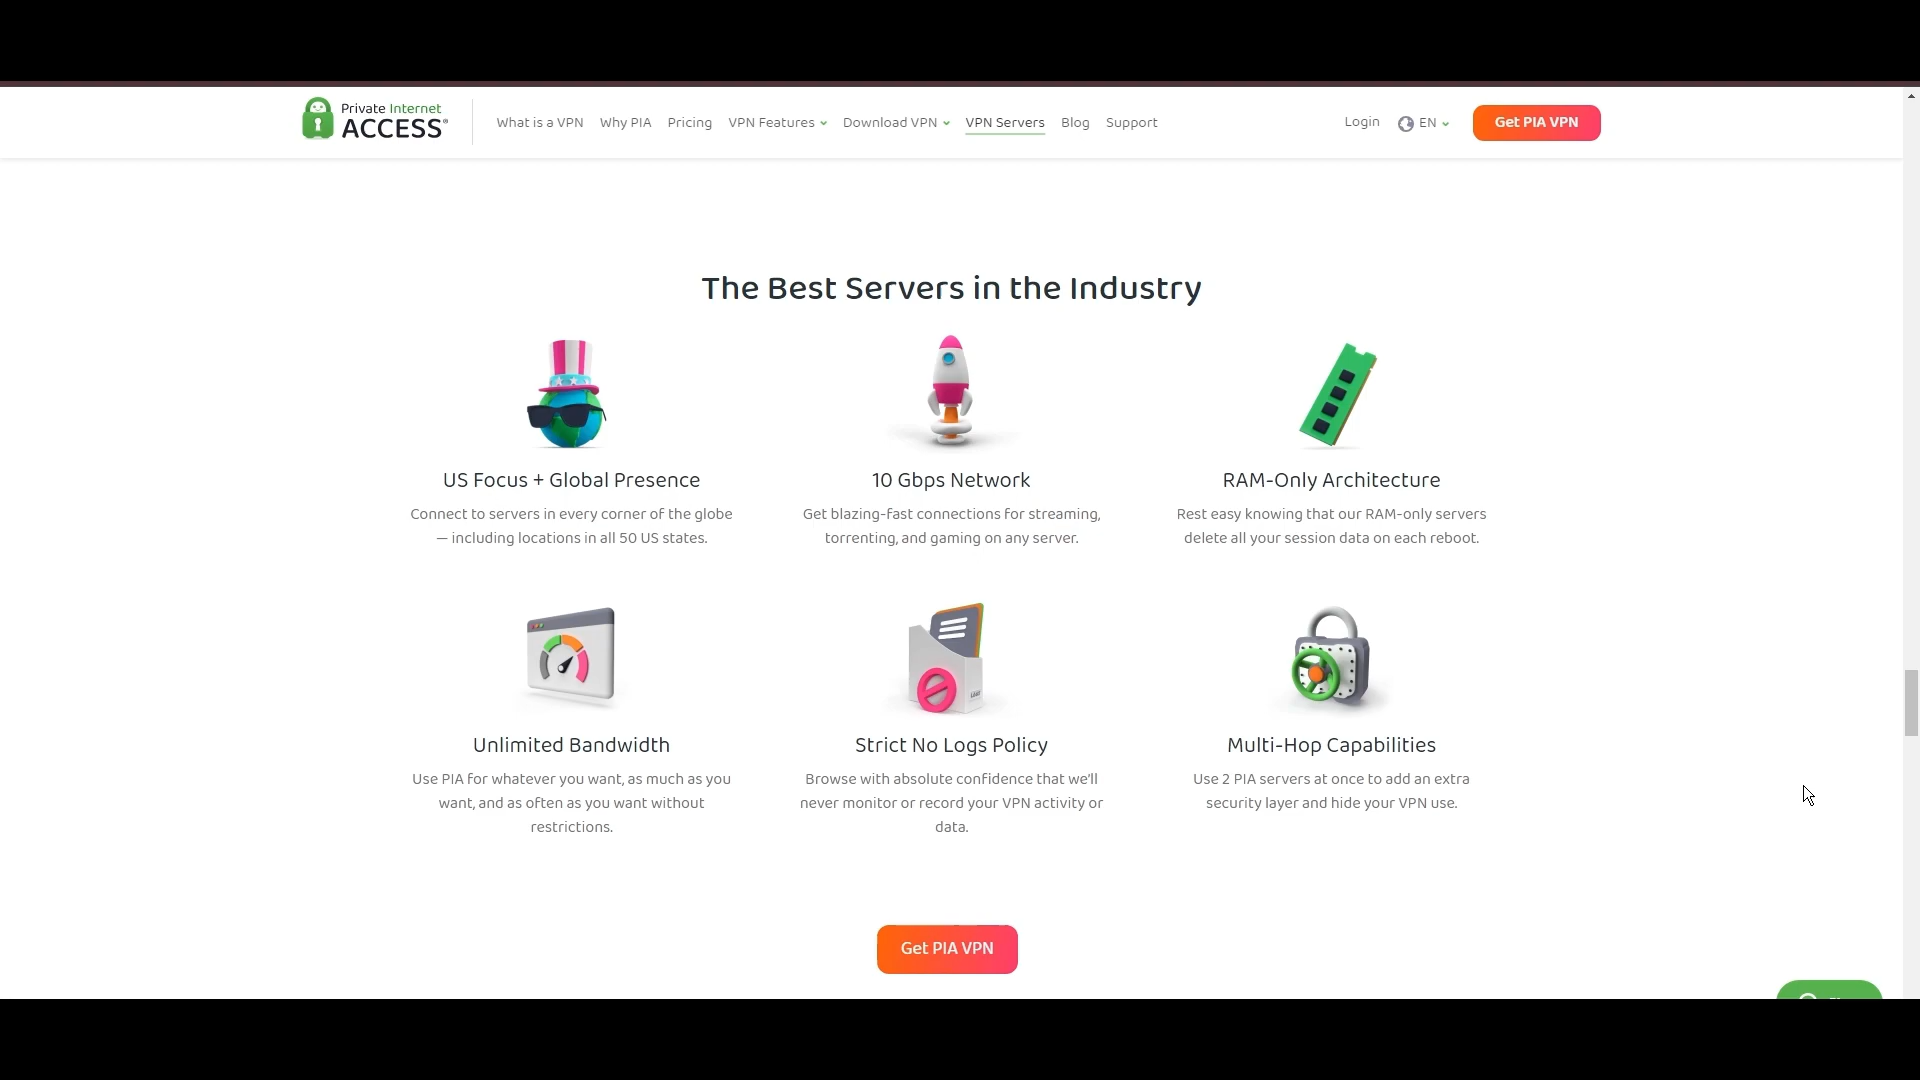 Private Internet
ACCESS®
What is a VPN
Why PIA
Pricing
VPN Features
Download VPN
VPN Servers
Blog
Support
Login
EN
Get PIA VPN
The Best Servers in the Industry
US Focus + Global Presence
Connect to servers in every corner of the globe
— including locations in all 50 US states.
10 Gbps Network
Get blazing-fast connections for streaming,
torrenting, and gaming on any server.
RAM-Only Architecture
Rest easy knowing that our RAM-only servers
delete all your session data on each reboot.
Unlimited Bandwidth
Use PIA for whatever you want, as much as you
want, and as often as you want without
restrictions.
Strict No Logs Policy
Browse with absolute confidence that we'll
never monitor or record your VPN activity or
data.
Multi-Hop Capabilities
Use 2 PIA servers at once to add an extra
security layer and hide your VPN use.
Get PIA VPN